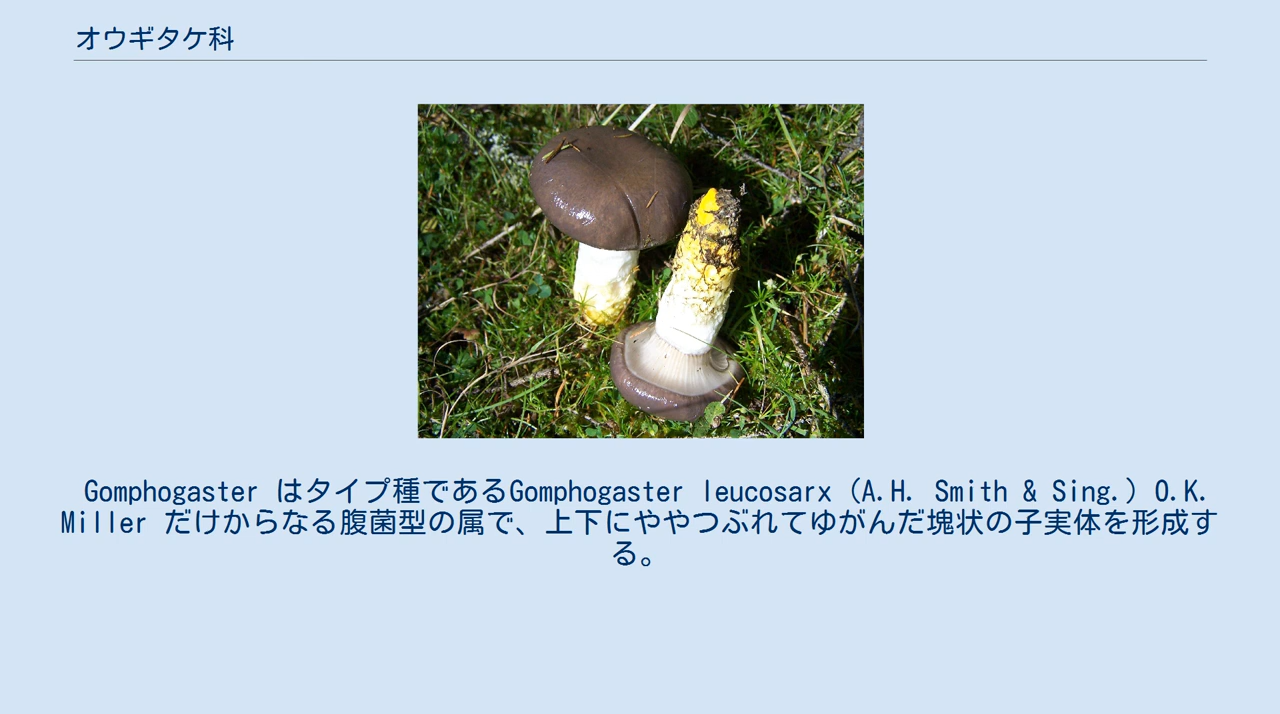 オウギタケ科
Gomphogaster はタイプ種であるGomphogaster leucosarx (A.H. Smith & Sing.) O.K.
Miller だけからなる腹菌型の属で、上下にややつぶれてゆがんだ塊状の子実体を形成す
る。